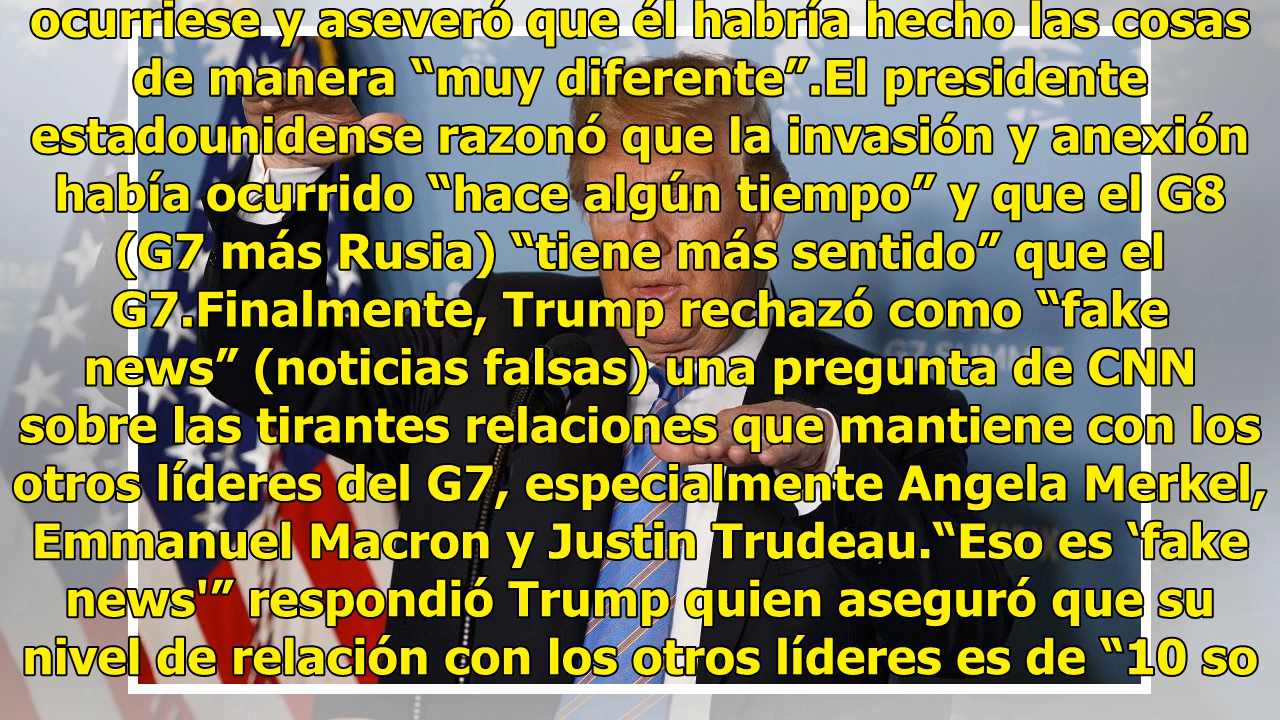 ocurriese y aseveró que él habría hecho las cosas
de manera “muy diferente”.El presidente
estadounidense razonó que la invasión y anexión
había ocurrido “hace algún tiempo” y que el G8
(G7 más Rusia) “tiene más sentido” que el
G7.Finalmente, Trump rechazó como “fake
news” (noticias falsas) una pregunta de CNN
sobre las tirantes relaciones que mantiene con los
otros líderes del G7, especialmente Angela Merkel,
Emmanuel Macron y Justin Trudeau.“Eso es ‘fake
news'” respondió Trump quien aseguró que su
nivel de relación con los otros líderes es de “10 so